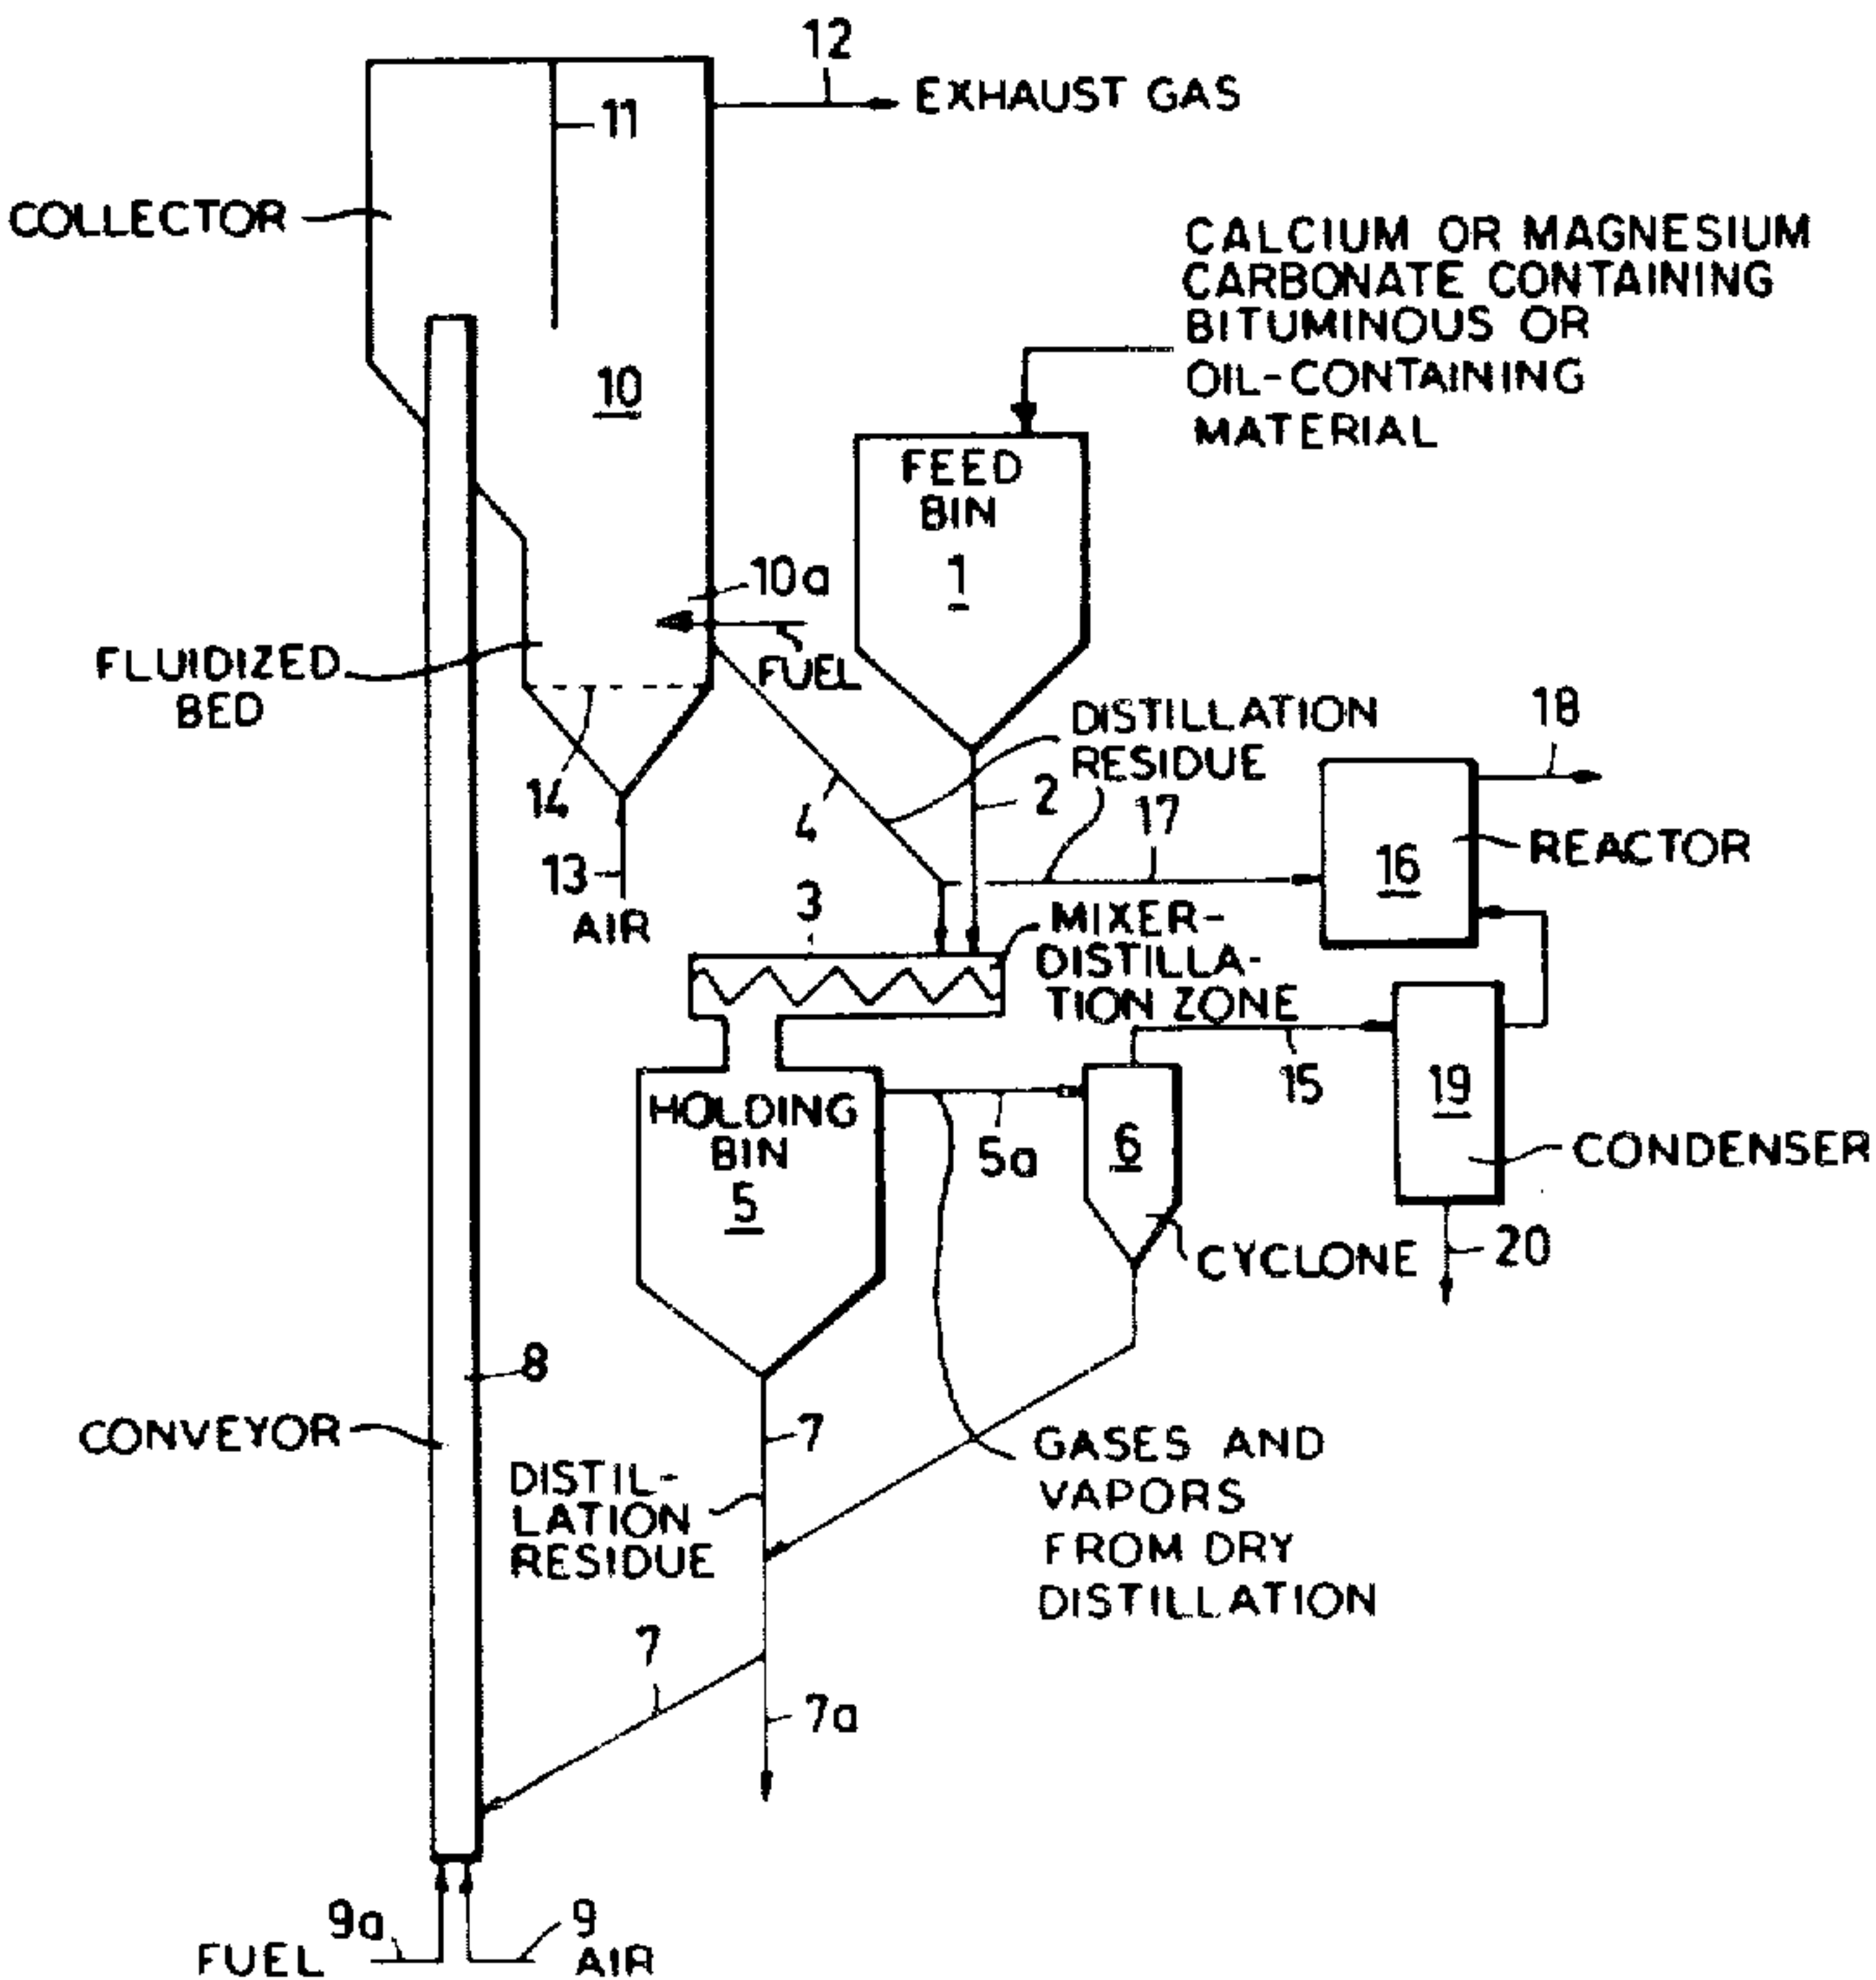 12
EXHAUST GAS
11
COLLECTOR
CALCIUM OR MAGNESIUM
CARBONATE CONTAINING
BITUMINOUS OR
OIL-CONTAINING
MATERIAL
10
FEED
BIN
1
10a
FUEL
FLUIDIZED
BED
DISTILLATION
RESIDUE
18
14
4
2
17
13
AIR
3
16
REACTOR
MIXER-
DISTILLA-
TION ZONE
15
19
HOLDING
BIN
5
5a
6
CONDENSER
CYCLONE
20
8
CONVEYOR
7
DISTIL-
LATION
RESIDUE
GASES AND
VAPORS
FROM DRY
DISTILLATION
7
7a
9a
FUEL
9
AIR